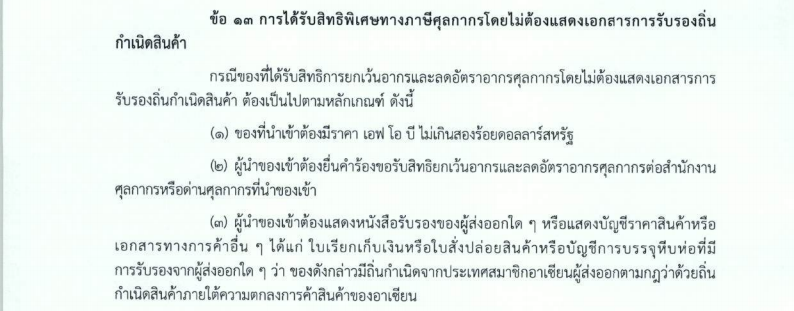 ข้อ ๑๓ การได้รับสิทธิพิเศษทางภาษีศุลกากรโดยไม่ต้องแสดงเอกสารการรับรองถิ่น
กำเนิดสินค้า
กรณีของที่ได้รับสิทธิการยกเว้นอากรและลดอัตราอากรศุลกากรโดยไม่ต้องแสดงเอกสารการ
รับรองถิ่นกำเนิดสินค้า ต้องเป็นไปตามหลักเกณฑ์ ดังนี้
(๑) ของที่นำเข้าต้องมีราคา เอฟ โอ บี ไม่เกินสองร้อยดอลลาร์สหรัฐ
(๒) ผู้นำของเข้าต้องยื่นคำร้องขอรับสิทธิยกเว้นอากรและลดอัตราอากรศุลกากรต่อสำนักงาน
ศุลกากรหรือด่านศุลกากรที่นำของเข้า
(๓) ผู้นำของเข้าต้องแสดงหนังสือรับรองของผู้ส่งออกใด ๆ หรือแสดงบัญชีราคาสินค้าหรือ
เอกสารทางการค้าอื่น ๆ ได้แก่ ใบเรียกเก็บเงินหรือใบสั่งปล่อยสินค้าหรือบัญชีการบรรจุหีบห่อที่มี
การรับรองจากผู้ส่งออกใด ๆ ว่า ของดังกล่าวมีถิ่นกำเนิดจากประเทศสมาชิกอาเซียนผู้ส่งออกตามกฎว่าด้วยถิ่น
กำเนิดสินค้าภายใต้ความตกลงการค้าสินค้าของอาเซียน